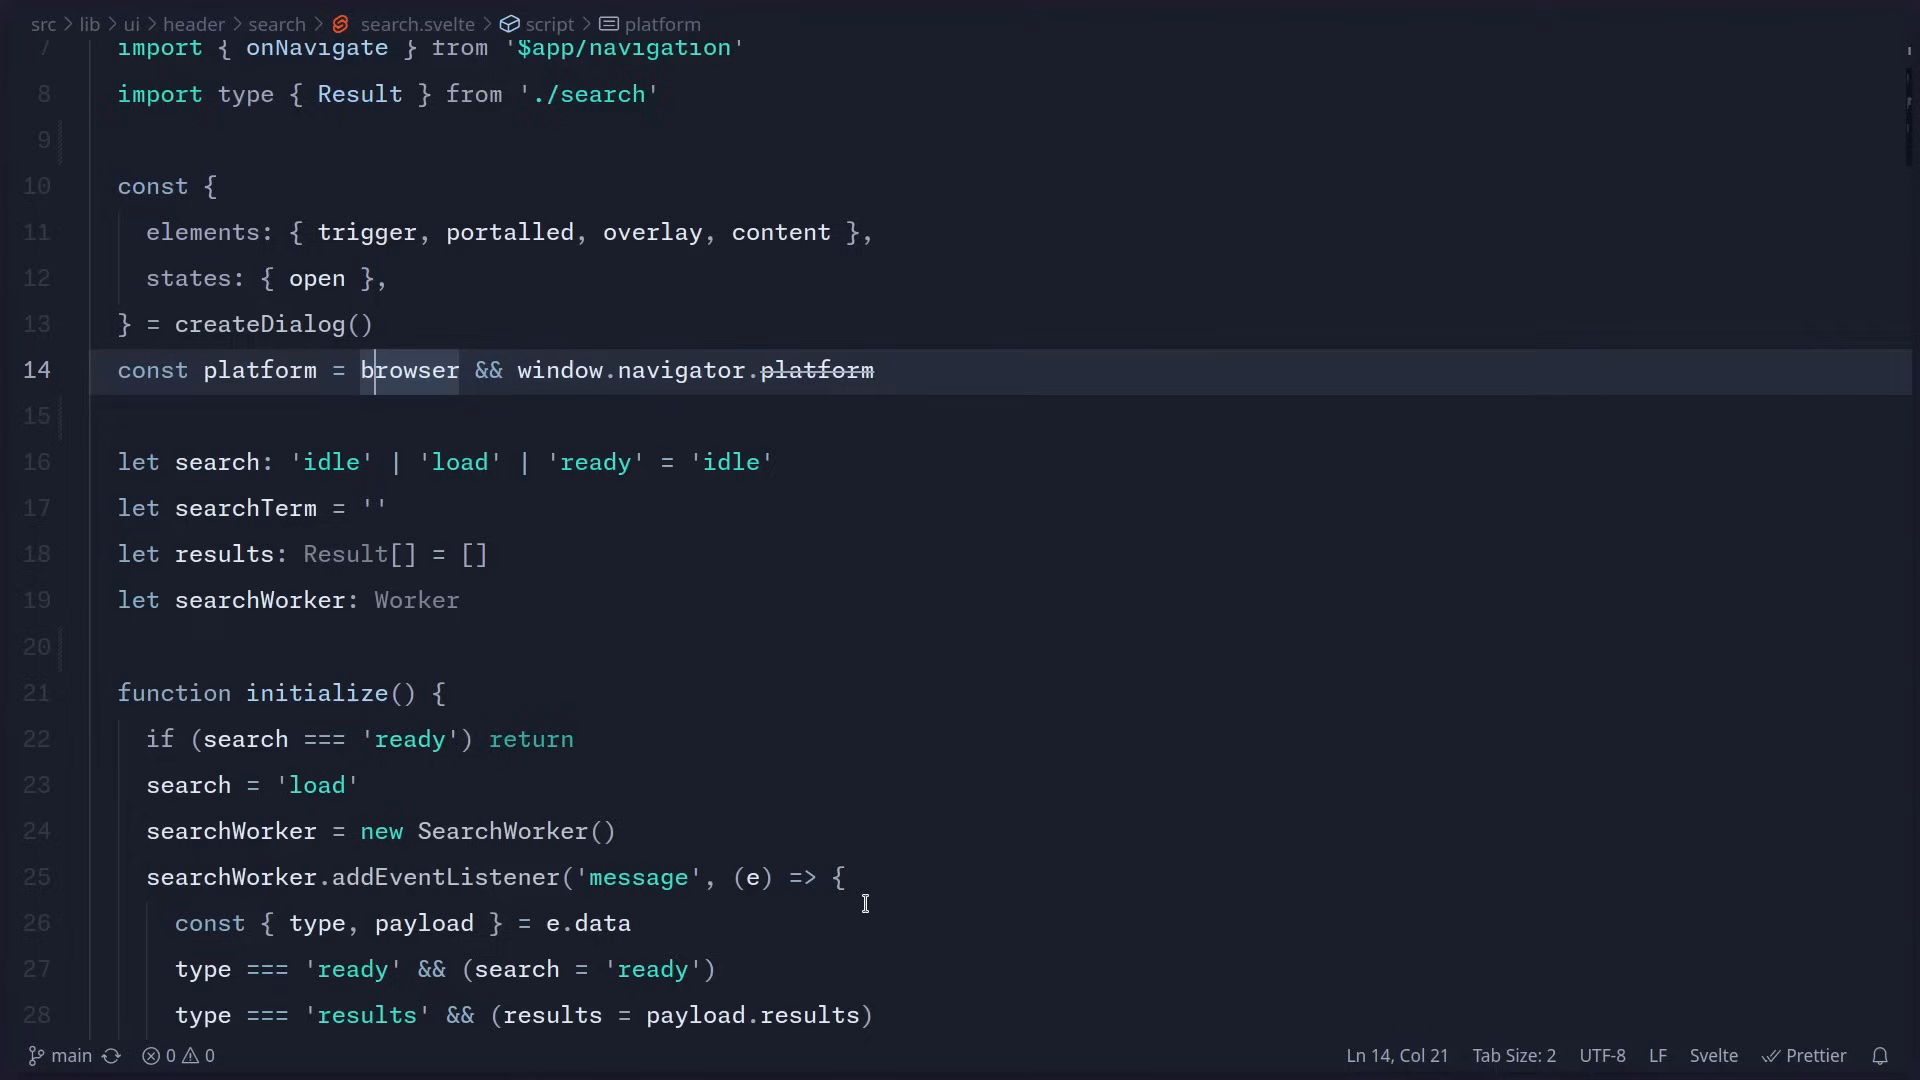 src > lib > ui > header > search > search.svelte > script > platform
7 import { onNavigate } from '$app/navigation'
8 import type { Result } from './search'
9
10 const {
11 elements: { trigger, portalled, overlay, content },
12 states: { open },
13 } = createDialog()
14 const platform = browser && window.navigator.platform
15
16 let search: 'idle' | 'load' | 'ready' = 'idle'
17 let searchTerm = ''
18 let results: Result[] = []
19 let searchWorker: Worker
20
21 function initialize() {
22 if (search === 'ready') return
23 search = 'load'
24 searchWorker = new SearchWorker()
25 searchWorker.addEventListener('message', (e) => {
26 const { type, payload } = e.data
27 type === 'ready' && (search = 'ready')
28 type === 'results' && (results = payload.results)
main 0 0 Ln 14, Col 21 Tab Size: 2 UTF-8 LF Svelte Prettier